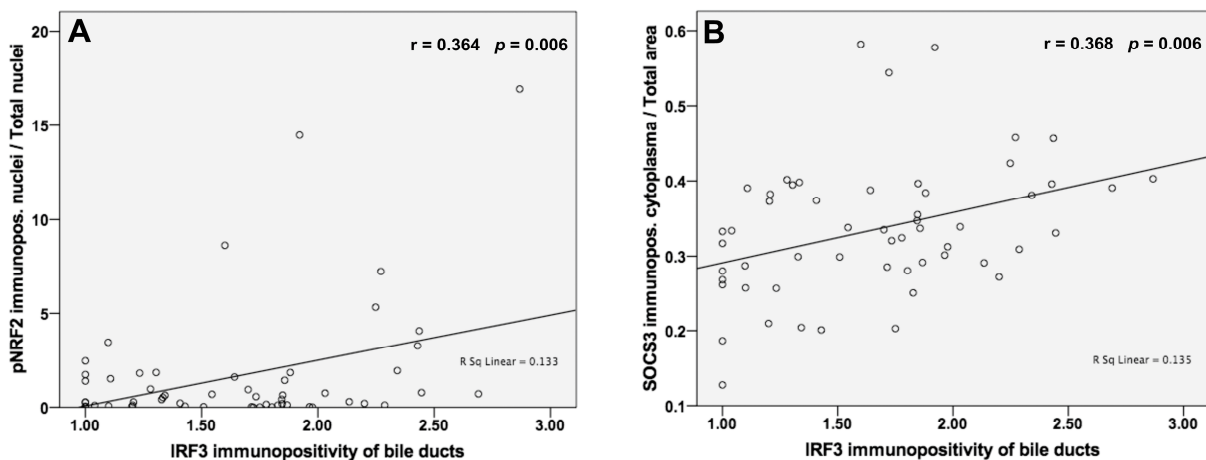 A
r = 0.364 p = 0.006
pNRF2 immunopos. nuclei / Total nuclei
20
15
10
5
0
R Sq Linear = 0.133
1.00 1.50 2.00 2.50 3.00
IRF3 immunopositivity of bile ducts
B
r = 0.368 p = 0.006
SOCS3 immunopos. cytoplasma / Total area
0.6
0.5
0.4
0.3
0.2
0.1
R Sq Linear = 0.135
1.00 1.50 2.00 2.50 3.00
IRF3 immunopositivity of bile ducts